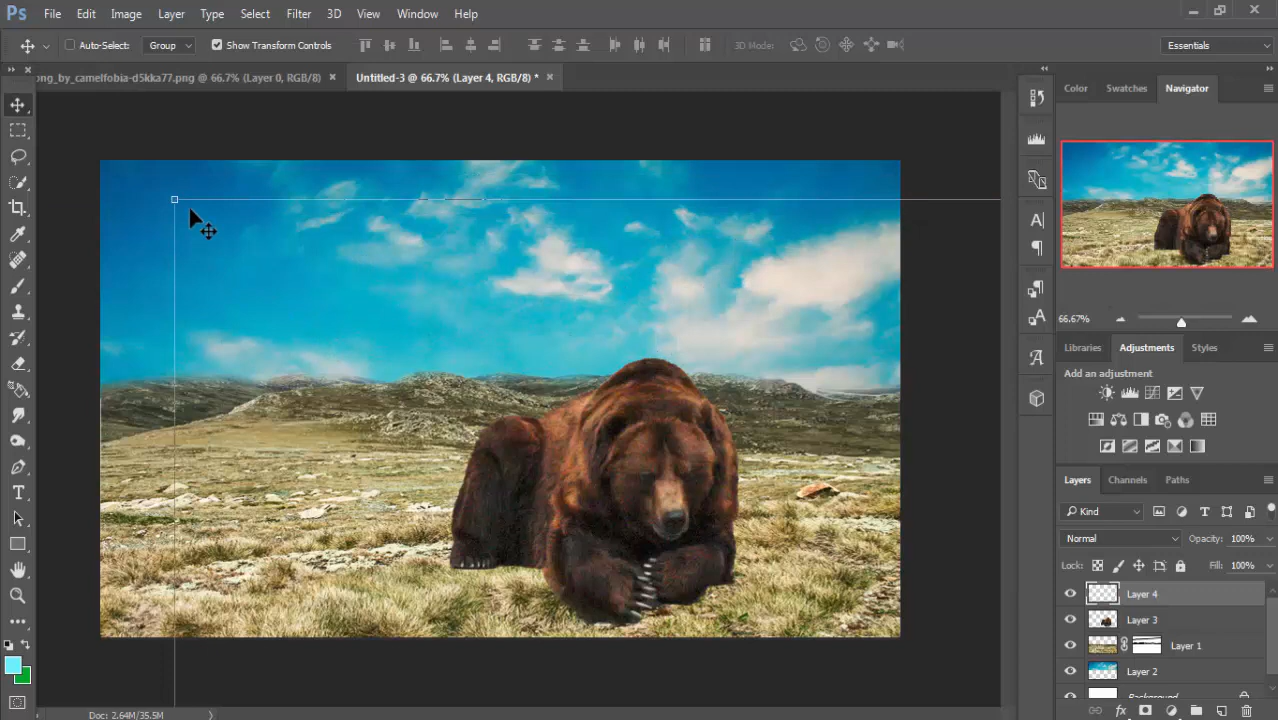 Ps File Edit Image Layer Type Select Filter 3D View Window Help
Auto-Select: Group Show Transform Controls 3D Mode: Essentials
ong_by_camelfobia-d5kka77.png @ 66.7% (Layer 0, RGB/8) × Untitled-3 @ 66.7% (Layer 4, RGB/8) * ×
Color Swatches Navigator
66.67%
Libraries Adjustments Styles
Add an adjustment
Layers Channels Paths
Kind
Normal Opacity: 100%
Lock: Fill: 100%
Layer 4
Layer 3
Layer 1
Layer 2
Background
Doc: 2.64M/35.5M